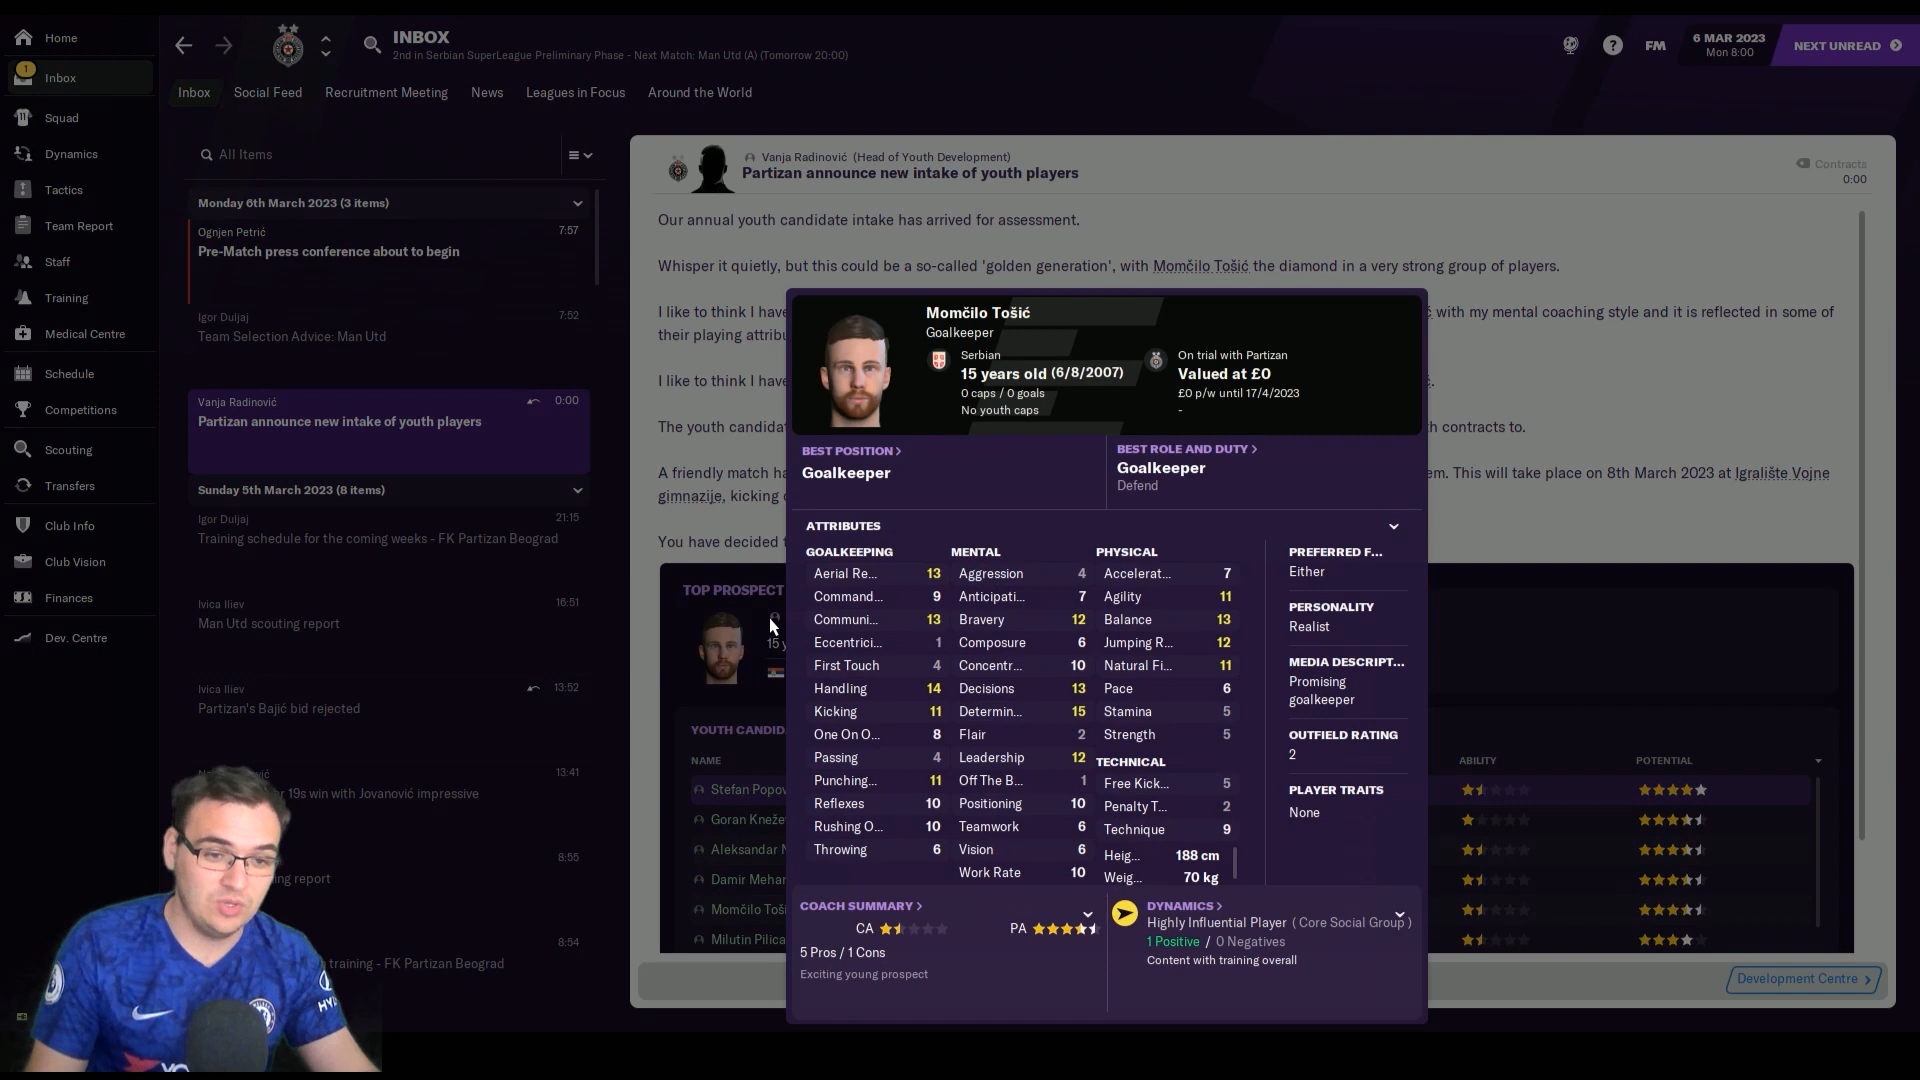 Home
Inbox
1
Squad
Dynamics
Tactics
Team Report
Staff
Training
Medical Centre
Schedule
Competitions
Scouting
Transfers
Club Info
Club Vision
Finances
Dev. Centre
INBOX
2nd in Serbian SuperLeague Preliminary Phase - Next Match: Man Utd (A) (Tomorrow 20:00)
FM
6 MAR 2023
Mon 8:00
NEXT UNREAD
Inbox Social Feed Recruitment Meeting News Leagues in Focus Around the World
All Items
Monday 6th March 2023 (3 items)
Ognjen Petrić 7:57
Pre-Match press conference about to begin
Igor Duljaj 7:52
Team Selection Advice: Man Utd
Vanja Radinović 0:00
Partizan announce new intake of youth players
Sunday 5th March 2023 (8 items)
Igor Duljaj 21:15
Training schedule for the coming weeks - FK Partizan Beograd
Ivica Iliev 16:51
Man Utd scouting report
Ivica Iliev 13:52
Partizan's Bajić bid rejected
13:41
19s win with Jovanović impressive
8:55
report
8:54
training - FK Partizan Beograd
Vanja Radinović (Head of Youth Development)
Partizan announce new intake of youth players
Contracts
0:00
Our annual youth candidate intake has arrived for assessment.
Whisper it quietly, but this could be a so-called 'golden generation', with Momčilo Tošić the diamond in a very strong group of players.
I like to think I have with my mental coaching style and it is reflected in some of
their playing attribu
I like to think I have
The youth candida h contracts to.
A friendly match ha em. This will take place on 8th March 2023 at Igralište Vojne
gimnazije, kicking
You have decided
TOP PROSPECT
15 y
YOUTH CANDID
NAME ABILITY POTENTIAL
Stefan Popov
Goran Kneže
Aleksandar
Damir Mehar
Momčilo Toši
Milutin Pilica
Development Centre
Momčilo Tošić
Goalkeeper
Serbian
15 years old (6/8/2007)
0 caps / 0 goals
No youth caps
On trial with Partizan
Valued at £0
£0 p/w until 17/4/2023
-
BEST POSITION
Goalkeeper
BEST ROLE AND DUTY
Goalkeeper
Defend
ATTRIBUTES
GOALKEEPING
Aerial Re... 13
Command... 9
Communi... 13
Eccentrici... 1
First Touch 4
Handling 14
Kicking 11
One On O... 8
Passing 4
Punching... 11
Reflexes 10
Rushing O... 10
Throwing 6
MENTAL
Aggression 4
Anticipati... 7
Bravery 12
Composure 6
Concentr... 10
Decisions 13
Determin... 15
Flair 2
Leadership 12
Off The B... 1
Positioning 10
Teamwork 6
Vision 6
Work Rate 10
PHYSICAL
Accelerat... 7
Agility 11
Balance 13
Jumping R... 12
Natural Fi... 11
Pace 6
Stamina 5
Strength 5
TECHNICAL
Free Kick... 5
Penalty T... 2
Technique 9
Heig... 188 cm
Weig... 70 kg
PREFERRED F...
Either
PERSONALITY
Realist
MEDIA DESCRIPT...
Promising
goalkeeper
OUTFIELD RATING
2
PLAYER TRAITS
None
COACH SUMMARY
CA PA
5 Pros / 1 Cons
Exciting young prospect
DYNAMICS
Highly Influential Player ( Core Social Group )
1 Positive / 0 Negatives
Content with training overall